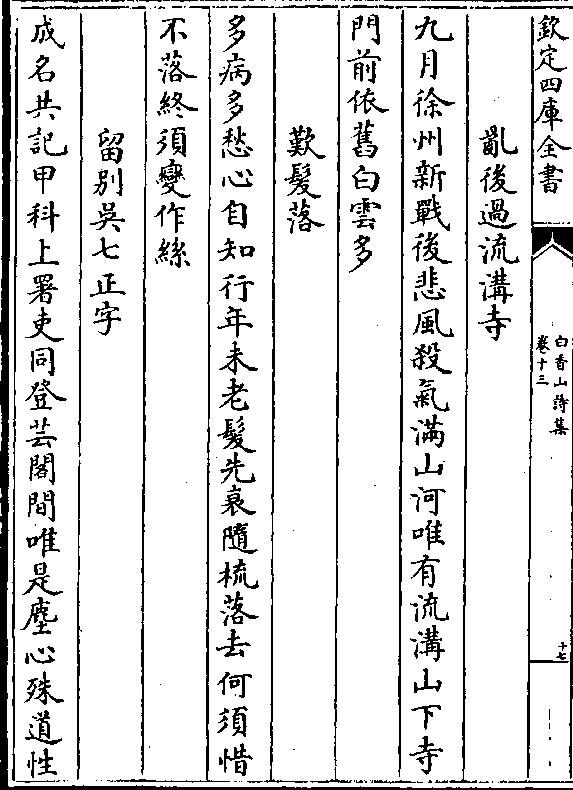 欽定四庫全書
白香山詩集
卷十三
十七
亂後過流溝寺
九月徐州新戰後悲風殺氣滿山河唯有流溝山下寺
門前依舊白雲多
歎髮落
多病多愁心自知行年未老髮先衰隨梳落去何須惜
不落終須變作絲
留別吳七正字
成名共記甲科上署吏同登芸閣間唯是塵心殊道性